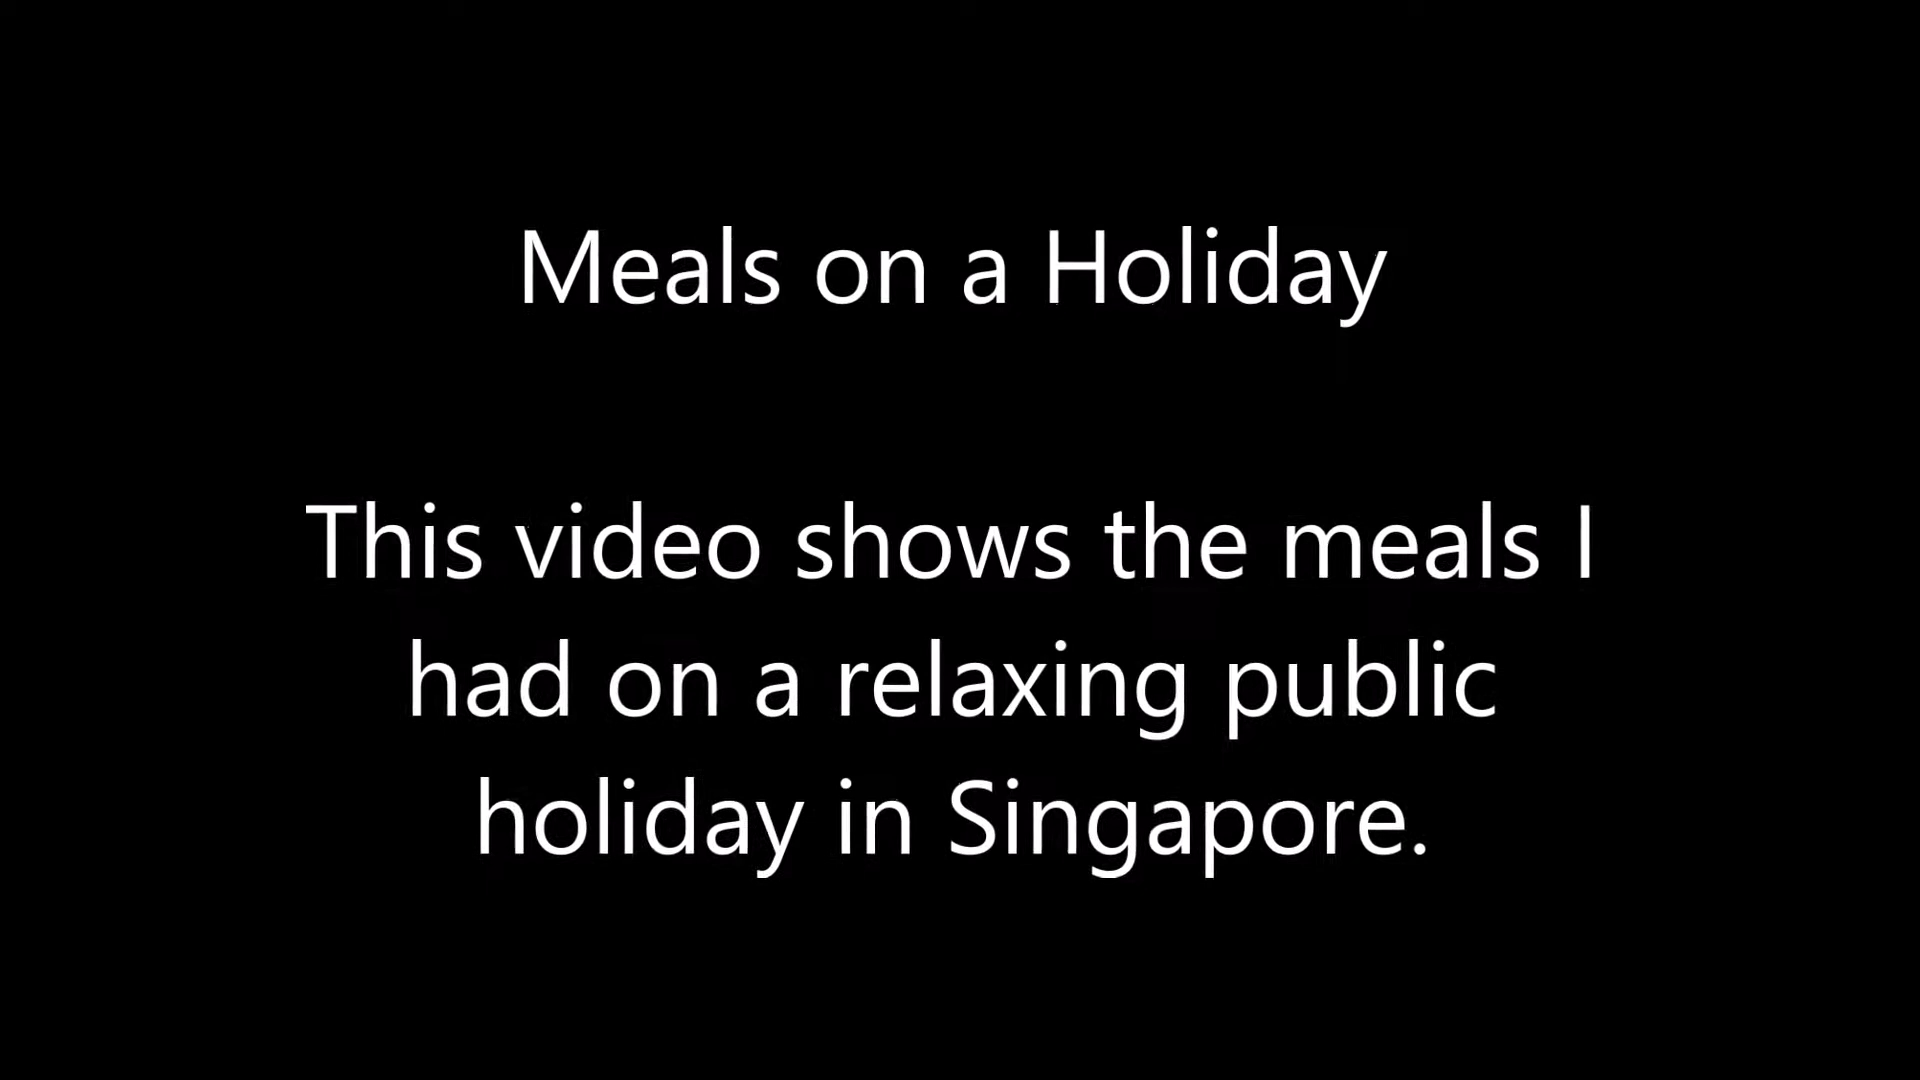 Meals on a Holiday
This video shows the meals I
had on a relaxing public
holiday in Singapore.